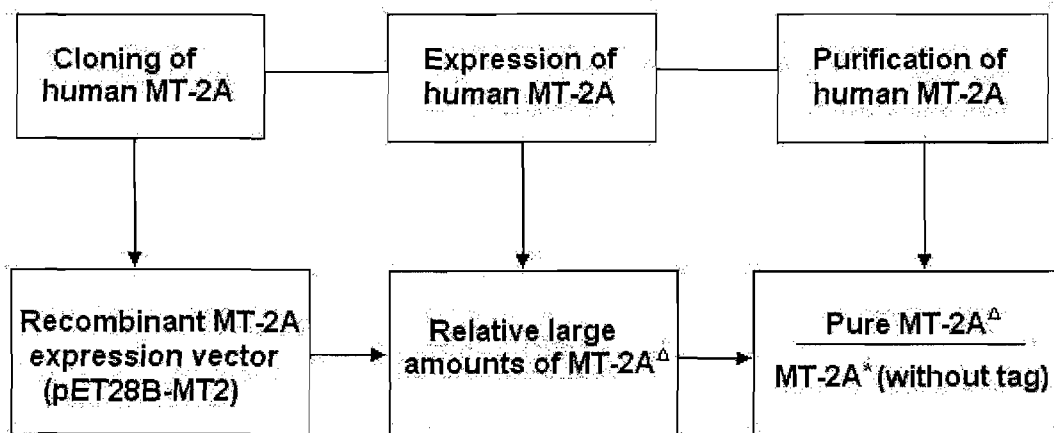 Cloning of
human MT-2A
Expression of
human MT-2A
Purification of
human MT-2A
Recombinant MT-2A
expression vector
(pET28B-MT2)
Relative large
amounts of MT-2A^Δ
Pure MT-2A^Δ
MT-2A* (without tag)